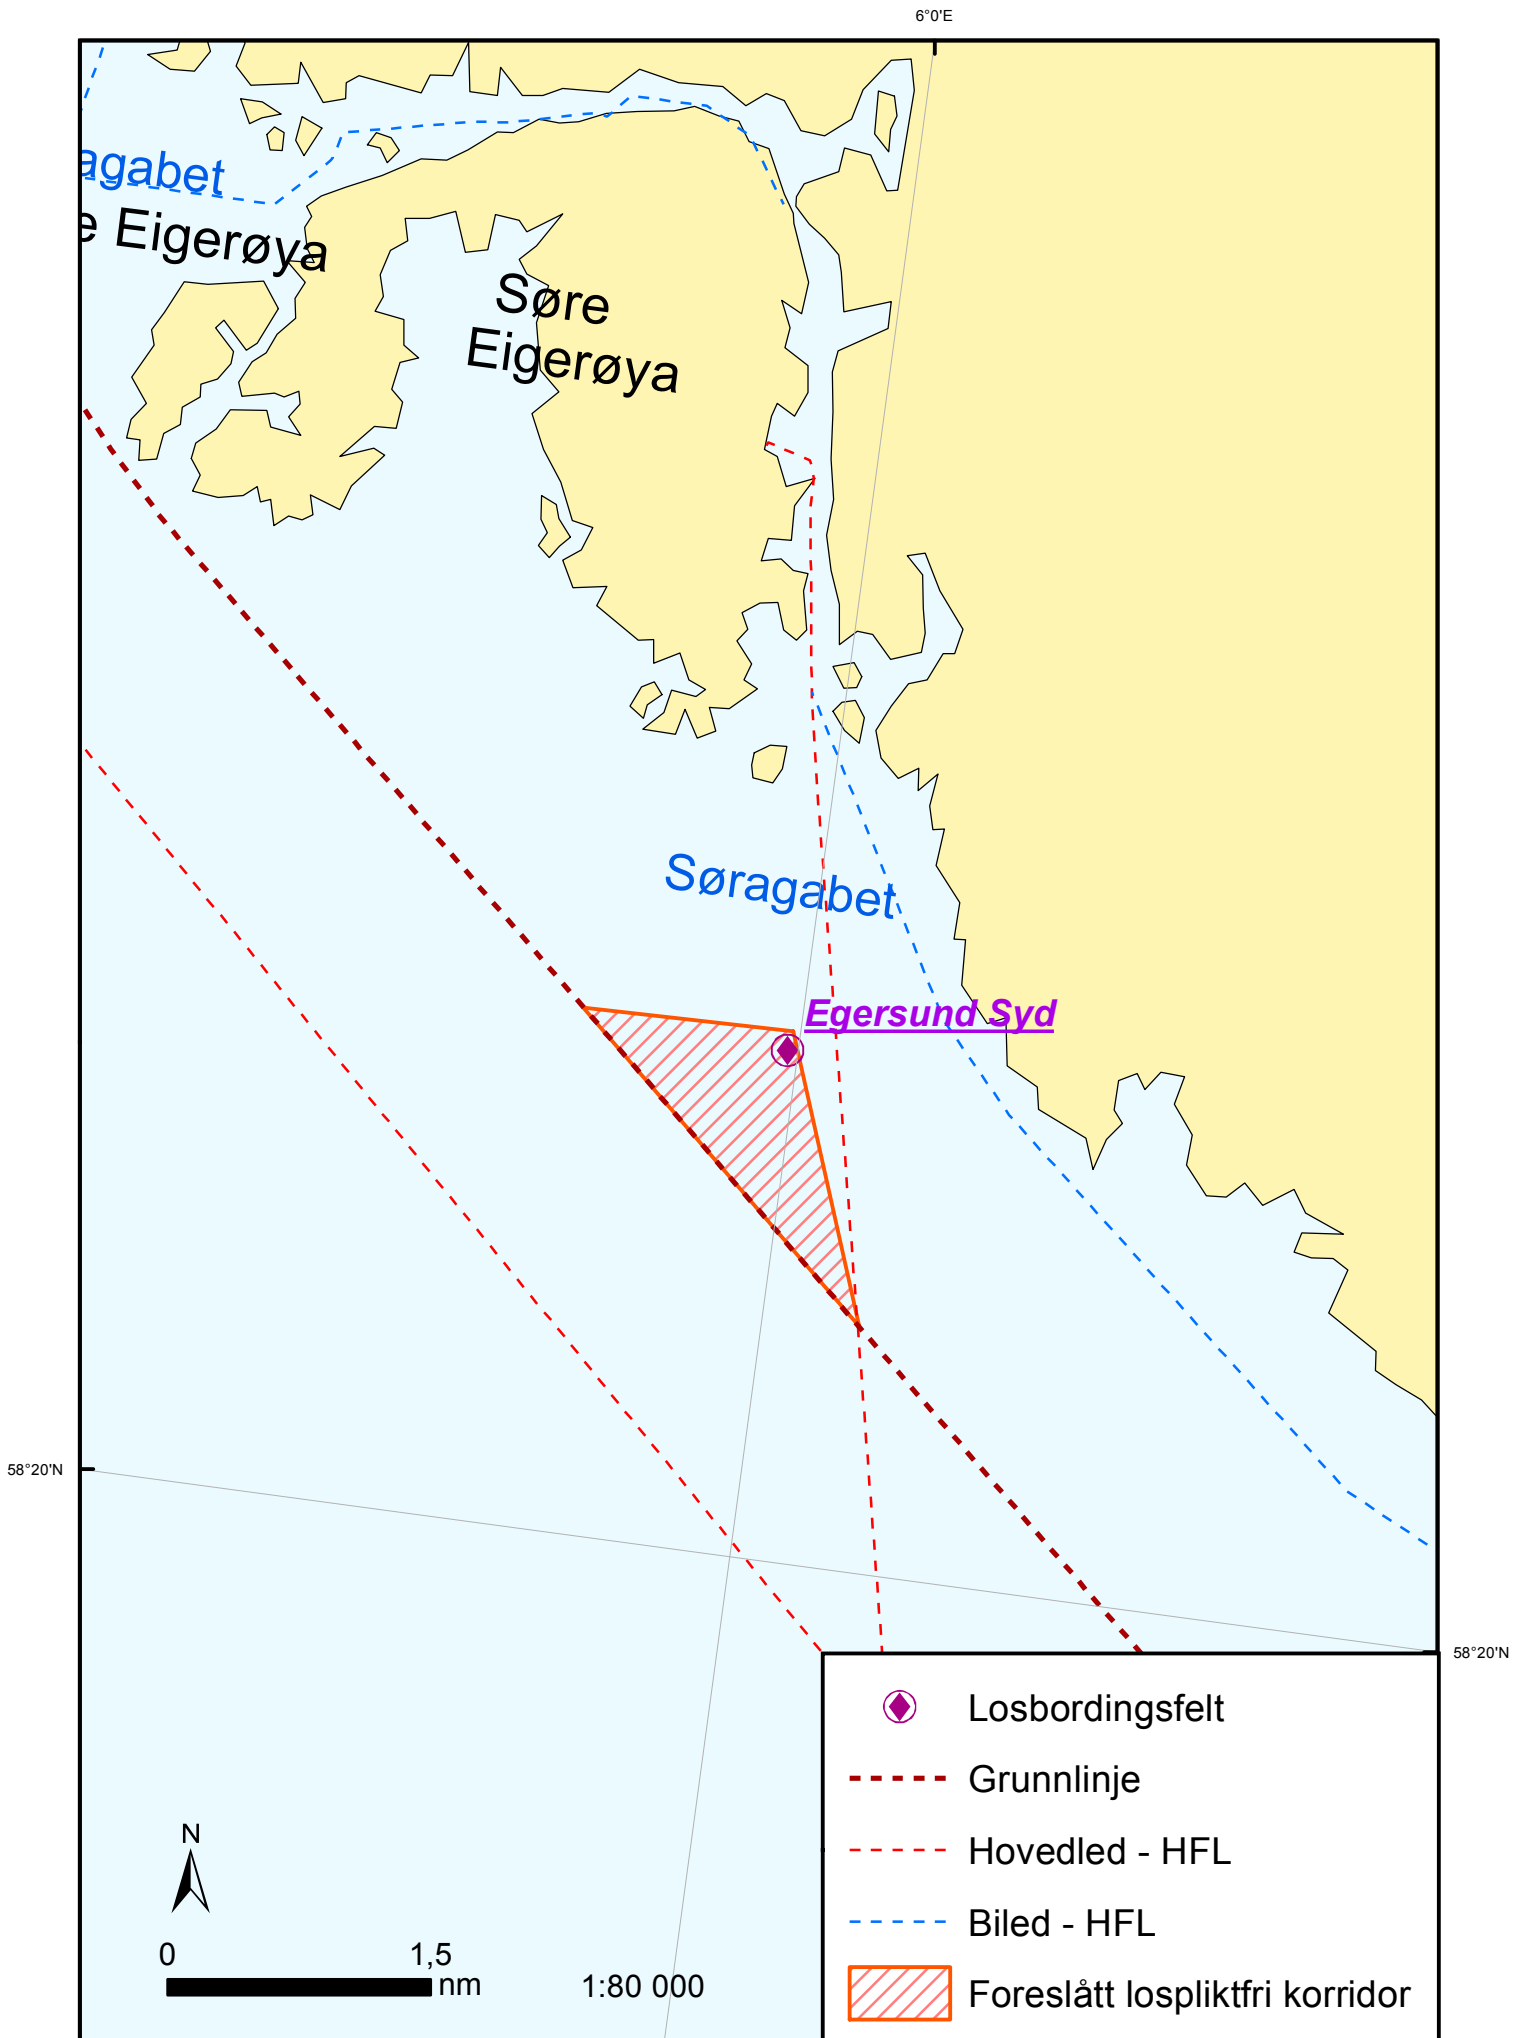 6°0'E
agabet
e Eigerøya
Søre
Eigerøya
Søragabet
Egersund Syd
58°20'N
58°20'N
Losbordingsfelt
Grunnlinje
Hovedled - HFL
Biled - HFL
Foreslått lospliktfri korridor
N
0 1,5
nm
1:80 000